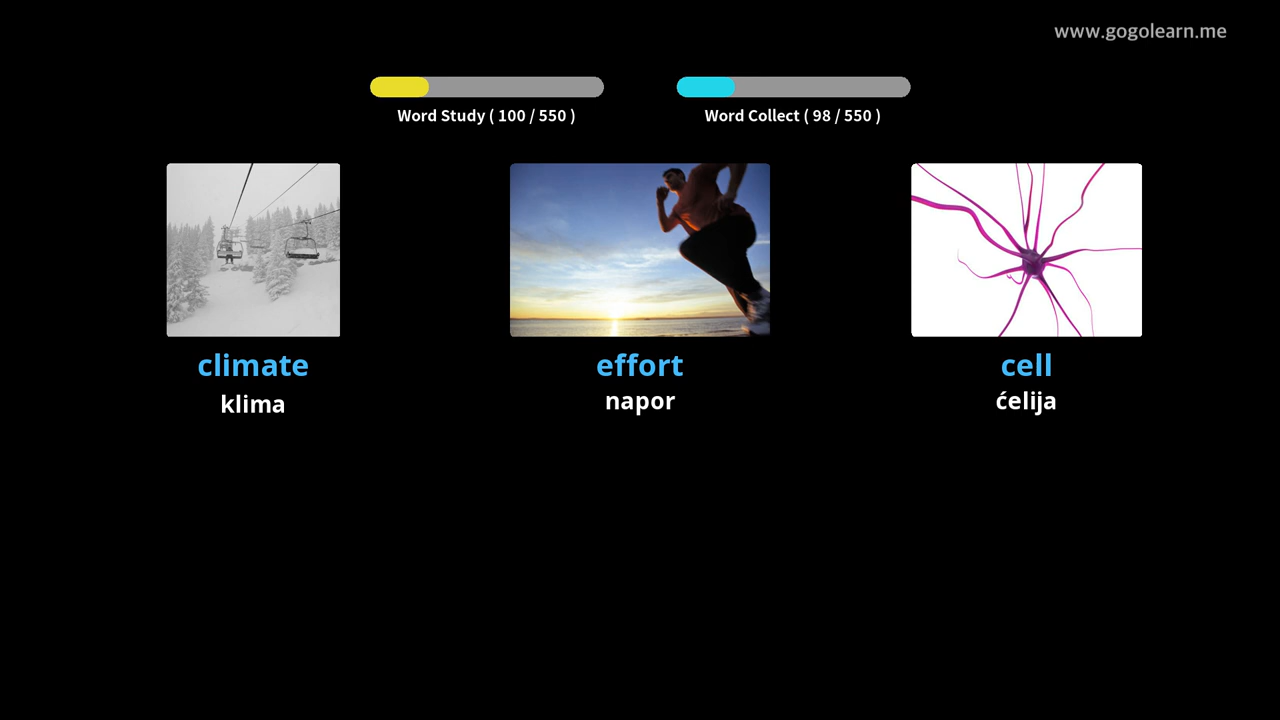 www.gogolearn.me
Word Study ( 100 / 550 )
Word Collect ( 98 / 550 )
climate
effort
cell
klima
napor
ćelija